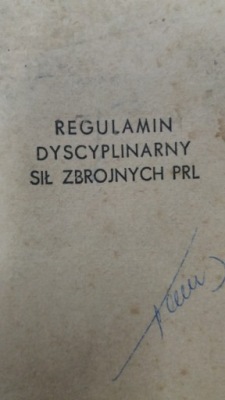 REGULAMIN
DYSCYPLINARNY
SIŁ ZBROJNYCH PRL